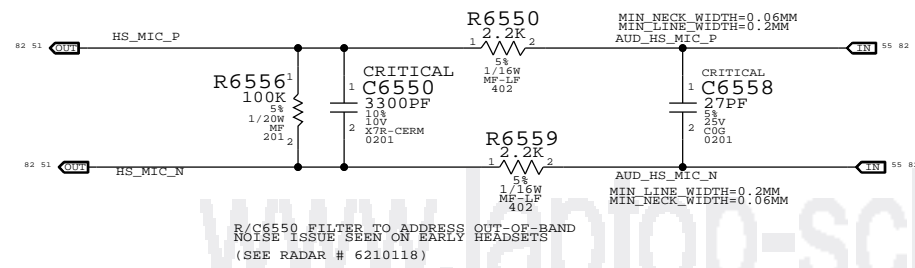 R6550
2.2K
1 2
5%
1/16W
MF-LF
402
MIN_NECK_WIDTH=0.06MM
MIN_LINE_WIDTH=0.2MM
AUD_HS_MIC_P
82 51 OUT HS_MIC_P
IN 55 82
R6556
1
100K
5%
1/20W
MF
201
2
CRITICAL
C6550
1
3300PF
10%
10V
2
X7R-CERM
0201
CRITICAL
C6558
1
27PF
5%
25V
2
C0G
0201
R6559
2.2K
1 2
5%
1/16W
MF-LF
402
82 51 OUT HS_MIC_N
IN 55 8
AUD_HS_MIC_N
MIN_LINE_WIDTH=0.2MM
MIN_NECK_WIDTH=0.06MM
R/C6550 FILTER TO ADDRESS OUT-OF-BAND
NOISE ISSUE SEEN ON EARLY HEADSETS
(SEE RADAR # 6210118)
www.laptop-sc